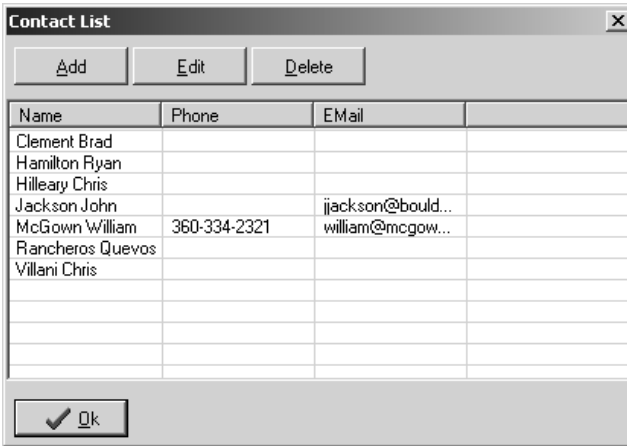 Contact List
Add Edit Delete
Name Phone EMail
Clement Brad
Hamilton Ryan
Hilleary Chris
Jackson John jjackson@bould...
McGown William 360-334-2321 william@mcgow...
Rancheros Quevos
Villani Chris
Ok